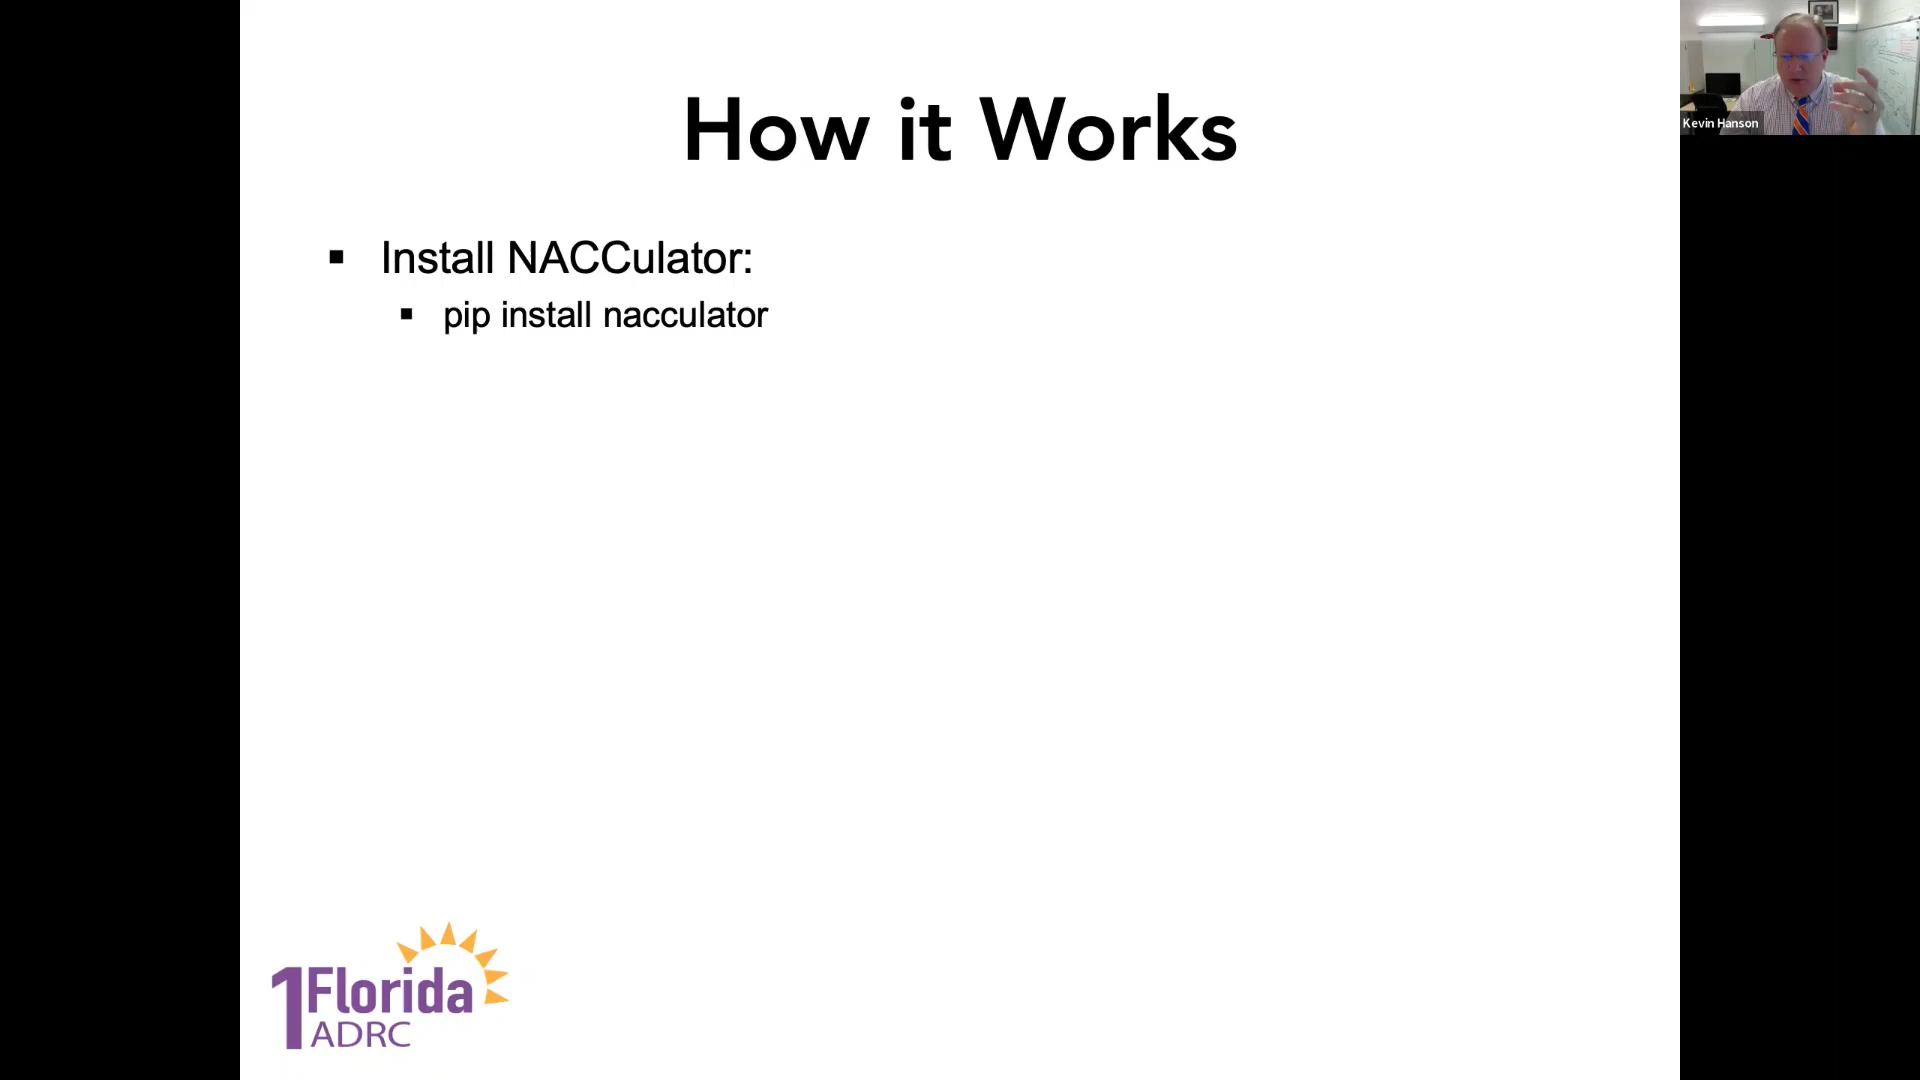 How it Works
Install NACCulator:
pip install nacculator
1Florida
ADRC
Kevin Hanson